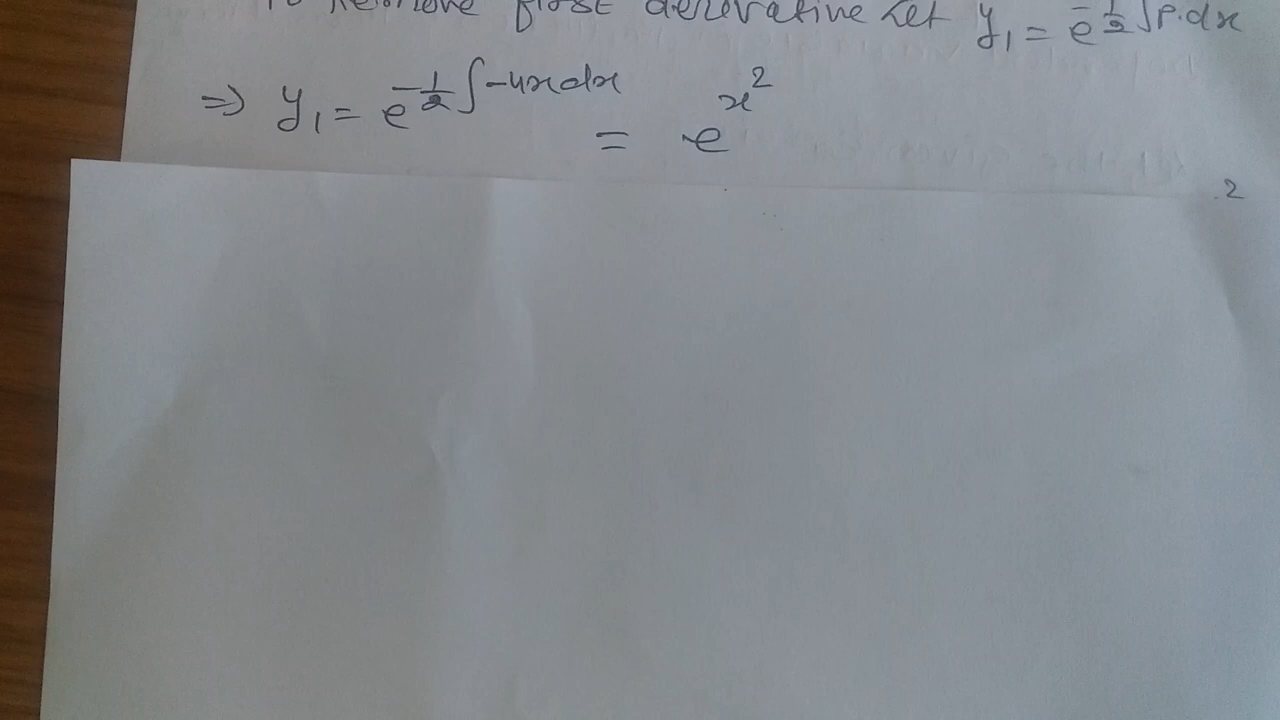 To Remove first derivative Let y₁ = e^{-1/2 ∫P.dx}
⇒ y₁ = e^{-1/2 ∫-4x dx} = e^{x²}
2